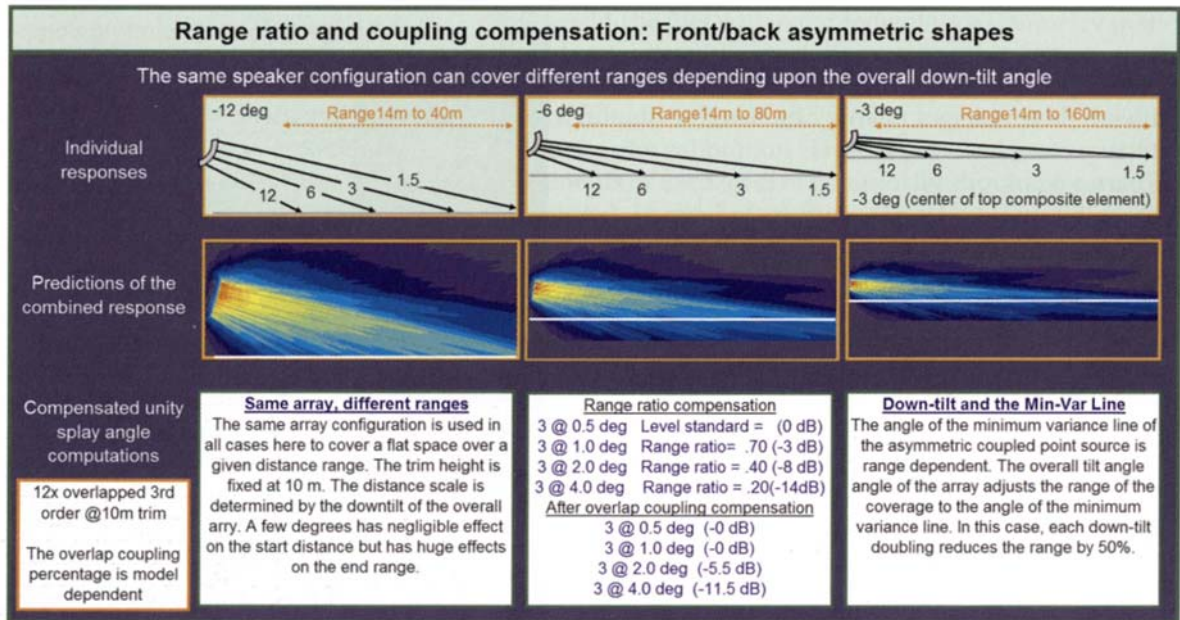 Range ratio and coupling compensation: Front/back asymmetric shapes
The same speaker configuration can cover different ranges depending upon the overall down-tilt angle
Individual
responses
-12 deg
Range14m to 40m
12
6
3
1.5
-6 deg
Range14m to 80m
12
6
3
1.5
-3 deg
Range14m to 160m
12
6
3
1.5
-3 deg (center of top composite element)
Predictions of the
combined response
Compensated unity
splay angle
computations
12x overlapped 3rd
order @10m trim
The overlap coupling
percentage is model
dependent
Same array, different ranges
The same array configuration is used in
all cases here to cover a flat space over a
given distance range. The trim height is
fixed at 10 m. The distance scale is
determined by the downtilt of the overall
arry. A few degrees has negligible effect
on the start distance but has huge effects
on the end range.
Range ratio compensation
3 @ 0.5 deg Level standard = (0 dB)
3 @ 1.0 deg Range ratio= .70 (-3 dB)
3 @ 2.0 deg Range ratio = .40 (-8 dB)
3 @ 4.0 deg Range ratio = .20(-14dB)
After overlap coupling compensation
3 @ 0.5 deg (-0 dB)
3 @ 1.0 deg (-0 dB)
3 @ 2.0 deg (-5.5 dB)
3 @ 4.0 deg (-11.5 dB)
Down-tilt and the Min-Var Line
The angle of the minimum variance line of
the asymmetric coupled point source is
range dependent. The overall tilt angle
angle of the array adjusts the range of the
coverage to the angle of the minimum
variance line. In this case, each down-tilt
doubling reduces the range by 50%.